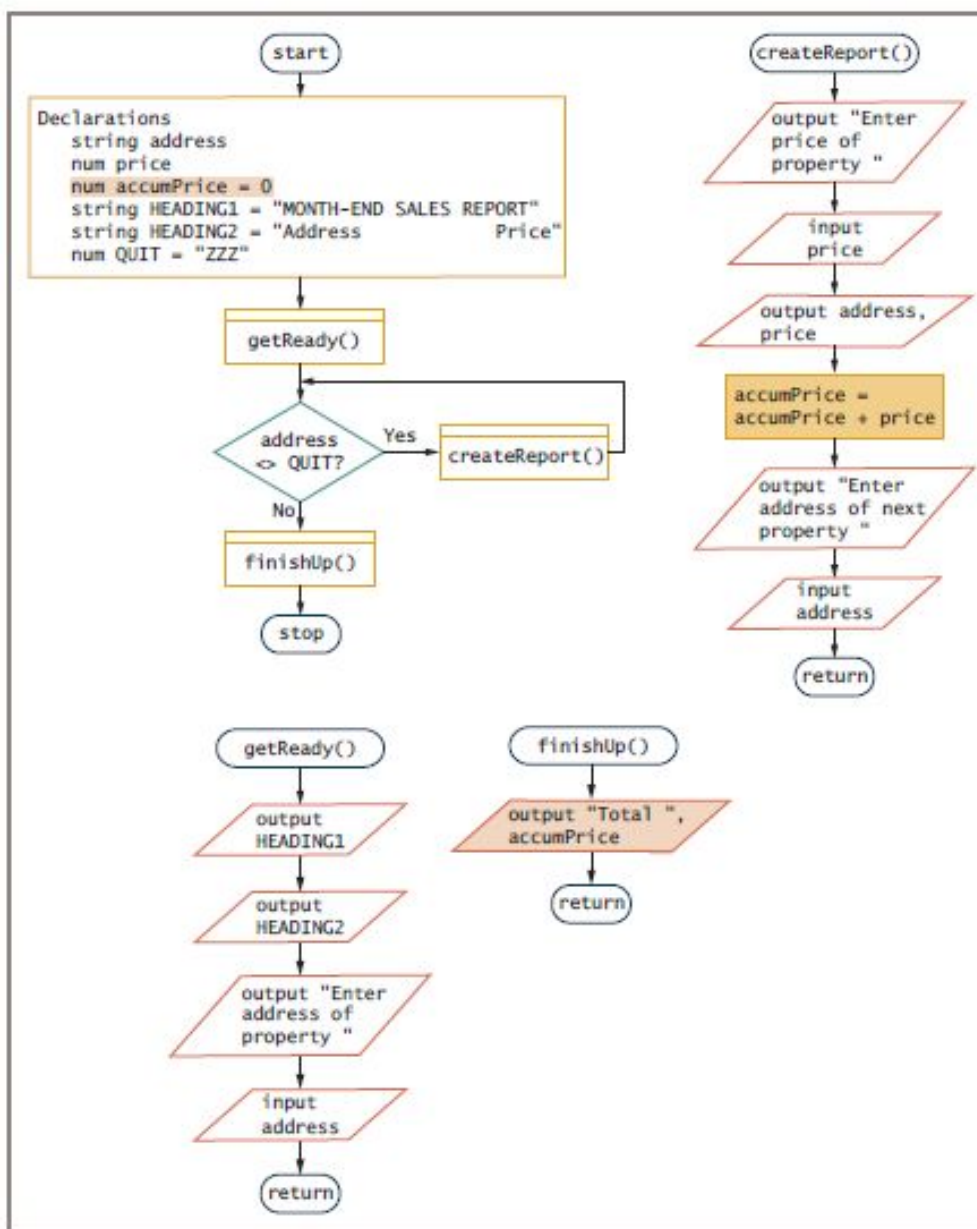 start
Declarations
string address
num price
num accumPrice = 0
string HEADING1 = "MONTH-END SALES REPORT"
string HEADING2 = "Address          Price"
num QUIT = "ZZZ"
getReady()
address
<> QUIT?
Yes
createReport()
No
finishUp()
stop
createReport()
output "Enter
price of
property "
input
price
output address,
price
accumPrice =
accumPrice + price
output "Enter
address of next
property "
input
address
return
getReady()
output
HEADING1
output
HEADING2
output "Enter
address of
property "
input
address
return
finishUp()
output "Total ",
accumPrice
return